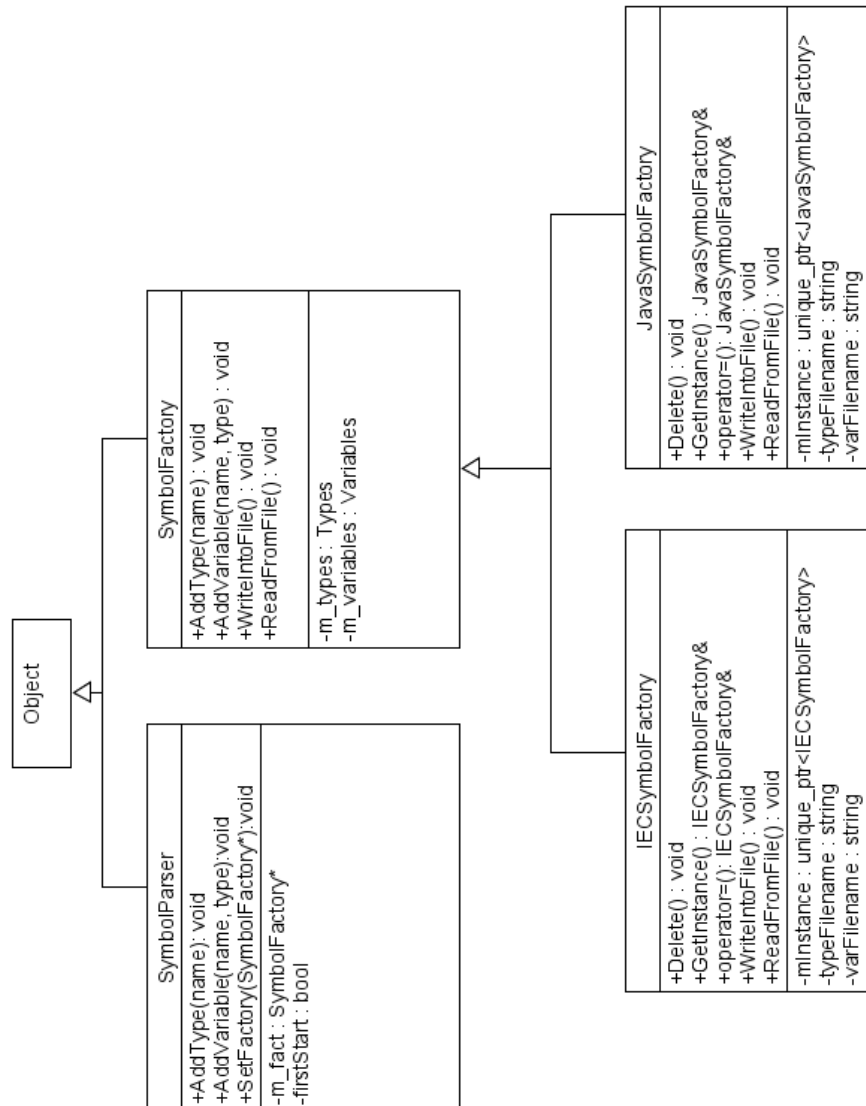 Object
SymbolParser
+AddType(name): void
+AddVariable(name, type):void
+SetFactory(SymbolFactory*):void
-m_fact : SymbolFactory*
-firstStart : bool
SymbolFactory
+AddType(name) : void
+AddVariable(name, type) : void
+WriteIntoFile() : void
+ReadFromFile() : void
-m_types : Types
-m_variables : Variables
IECSymbolFactory
+Delete() : void
+GetInstance() : IECSymbolFactory&
+operator=(): IECSymbolFactory&
+WriteIntoFile() : void
+ReadFromFile() : void
-mInstance : unique_ptr<IECSymbolFactory>
-typeFilename : string
-varFilename : string
JavaSymbolFactory
+Delete() : void
+GetInstance() : JavaSymbolFactory&
+operator=(): JavaSymbolFactory&
+WriteIntoFile() : void
+ReadFromFile() : void
-mInstance : unique_ptr<JavaSymbolFactory>
-typeFilename : string
-varFilename : string